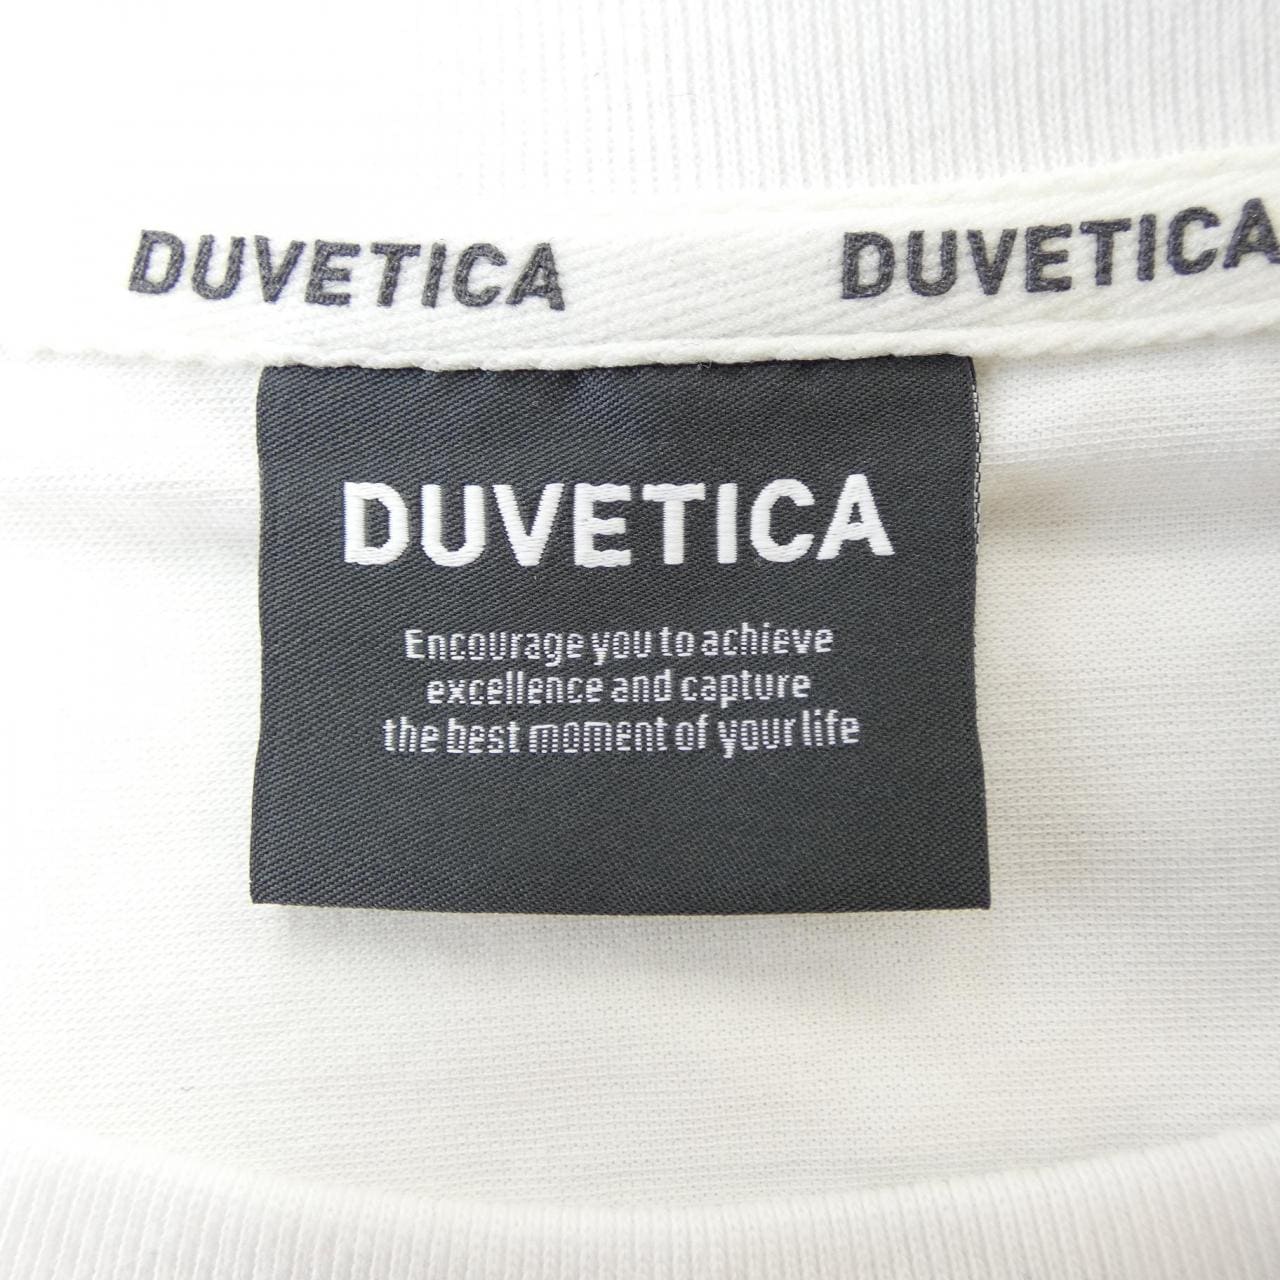 DUVETICA DUVETICA
DUVETICA
Encourage you to achieve
excellence and capture
the best moment of your life